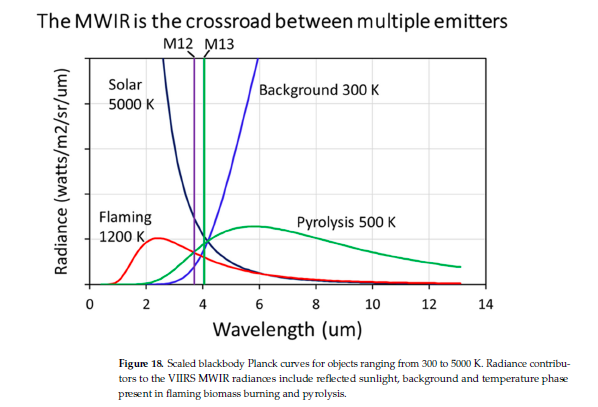 The MWIR is the crossroad between multiple emitters
M12 M13
Solar
5000 K
Background 300 K
Flaming
1200 K
Pyrolysis 500 K
Radiance (watts/m2/sr/um)
0 2 4 6 8 10 12 14
Wavelength (um)
Figure 18. Scaled blackbody Planck curves for objects ranging from 300 to 5000 K. Radiance contribu-
tors to the VIIRS MWIR radiances include reflected sunlight, background and temperature phase
present in flaming biomass burning and pyrolysis.